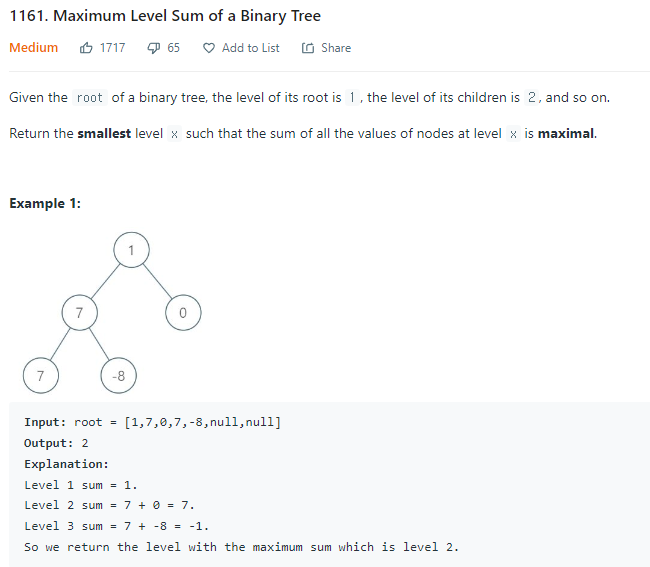 1161. Maximum Level Sum of a Binary Tree
Medium 1717 65 Add to List Share
Given the root of a binary tree, the level of its root is 1, the level of its children is 2, and so on.
Return the smallest level x such that the sum of all the values of nodes at level x is maximal.
Example 1:
1
7 0
7 -8
Input: root = [1,7,0,7,-8,null,null]
Output: 2
Explanation:
Level 1 sum = 1.
Level 2 sum = 7 + 0 = 7.
Level 3 sum = 7 + -8 = -1.
So we return the level with the maximum sum which is level 2.